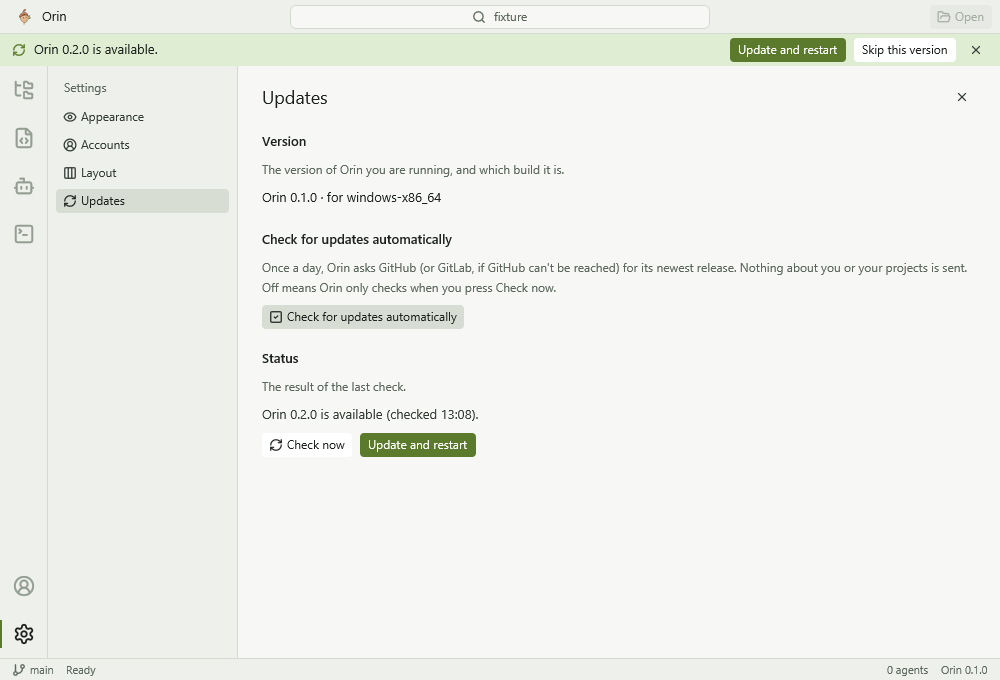 Orin
fixture
Open
Orin 0.2.0 is available.
Update and restart
Skip this version
Settings
Appearance
Accounts
Layout
Updates
Updates
Version
The version of Orin you are running, and which build it is.
Orin 0.1.0 · for windows-x86_64
Check for updates automatically
Once a day, Orin asks GitHub (or GitLab, if GitHub can't be reached) for its newest release. Nothing about you or your projects is sent.
Off means Orin only checks when you press Check now.
Check for updates automatically
Status
The result of the last check.
Orin 0.2.0 is available (checked 13:08).
Check now
Update and restart
main
Ready
0 agents
Orin 0.1.0